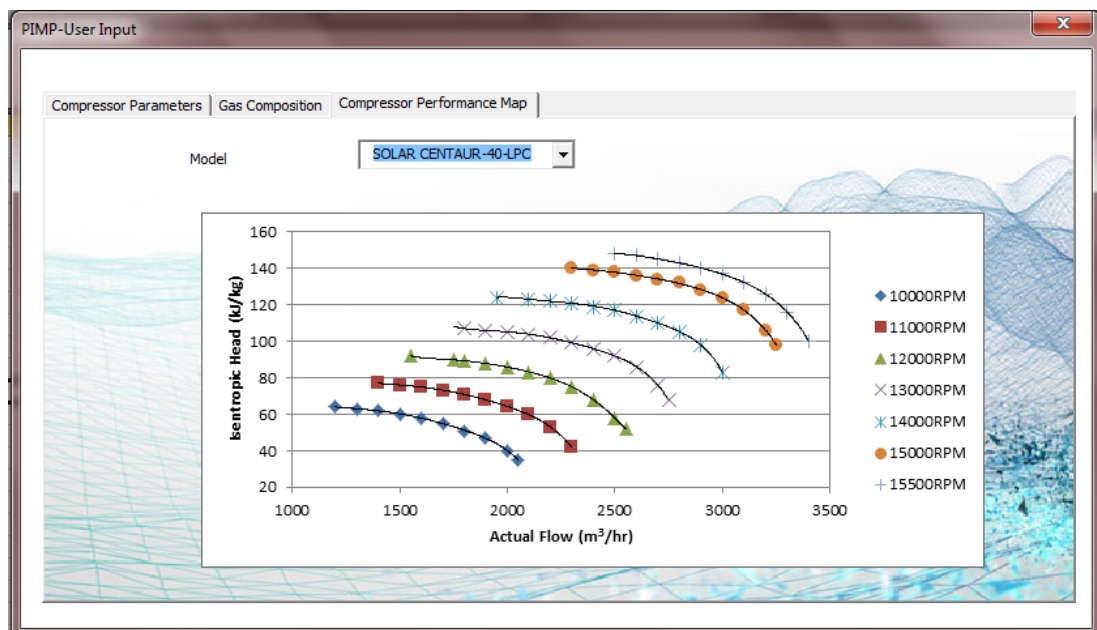 PIMP-User Input
x
Compressor Parameters Gas Composition Compressor Performance Map
Model SOLAR CENTAUR-40-LPC
Isentropic Head (kJ/kg)
160
140
120
100
80
60
40
20
1000 1500 2000 2500 3000 3500
Actual Flow (m³/hr)
10000RPM
11000RPM
12000RPM
13000RPM
14000RPM
15000RPM
15500RPM